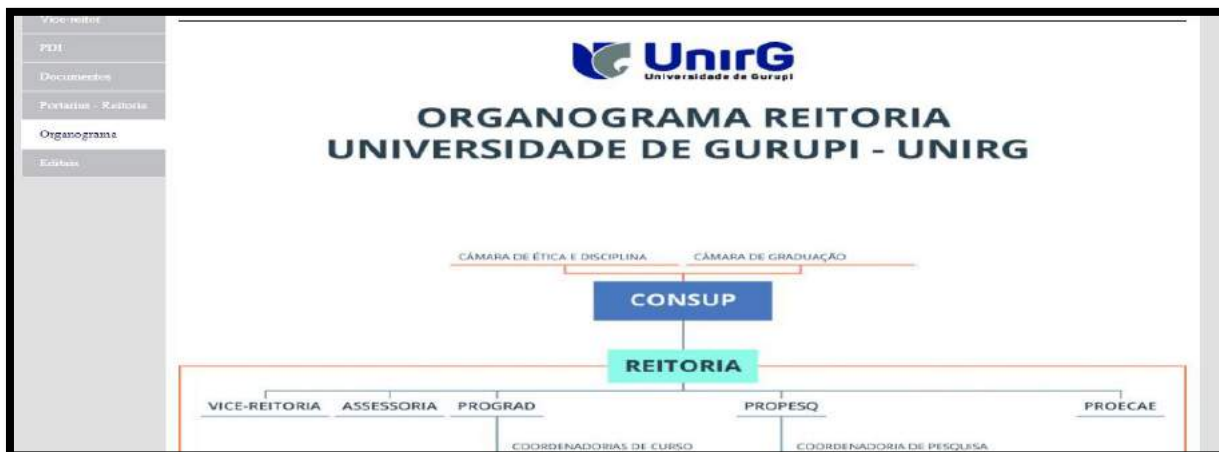 Vice-reitor
PDI
Documentos
Portarias - Reitoria
Organograma
Editais
UnirG
Universidade de Gurupi
ORGANOGRAMA REITORIA
UNIVERSIDADE DE GURUPI - UNIRG
CÂMARA DE ÉTICA E DISCIPLINA CÂMARA DE GRADUAÇÃO
CONSUP
REITORIA
VICE-REITORIA ASSESSORIA PROGRAD PROPESQ PROECAE
COORDENADORIAS DE CURSO COORDENADORIA DE PESQUISA